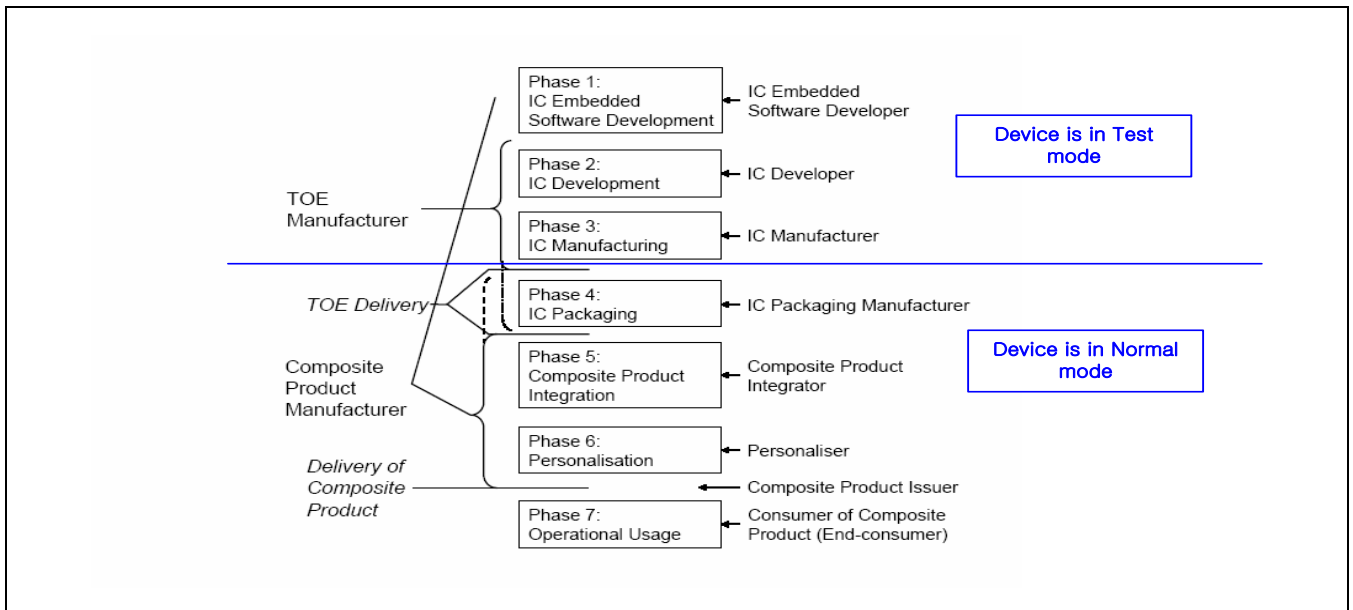 Phase 1:
IC Embedded
Software Development
IC Embedded
Software Developer
Device is in Test
mode
Phase 2:
IC Development
IC Developer
TOE
Manufacturer
Phase 3:
IC Manufacturing
IC Manufacturer
TOE Delivery
Phase 4:
IC Packaging
IC Packaging Manufacturer
Device is in Normal
mode
Composite
Product
Manufacturer
Phase 5:
Composite Product
Integration
Composite Product
Integrator
Phase 6:
Personalisation
Personaliser
Delivery of
Composite
Product
Composite Product Issuer
Phase 7:
Operational Usage
Consumer of Composite
Product (End-consumer)